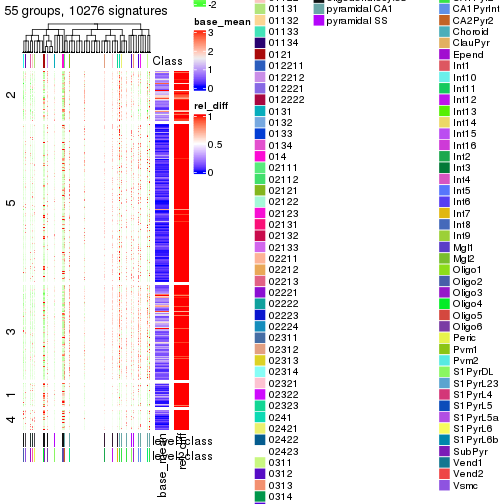 55 groups, 10276 signatures
Class
2
5
3
1
4
level1class
level2class
base_mean
rel_diff
-2
base_mean
3
2
1
0
rel_diff
1
0.5
0
01131
01132
01133
01134
0121
012211
012212
012221
012222
0131
0132
0133
0134
014
02111
02112
02121
02122
02123
02131
02132
02133
02211
02212
02213
02221
02222
02223
02224
02311
02312
02313
02314
02321
02322
02323
0241
02421
02422
02423
0311
0312
0313
0314
pyramidal CA1
pyramidal SS
CA1PyrInt
CA2Pyr2
Choroid
ClauPyr
Epend
Int1
Int10
Int11
Int12
Int13
Int14
Int15
Int16
Int2
Int3
Int4
Int5
Int6
Int7
Int8
Int9
Mgl1
Mgl2
Oligo1
Oligo2
Oligo3
Oligo4
Oligo5
Oligo6
Peric
Pvm1
Pvm2
S1PyrDL
S1PyrL23
S1PyrL4
S1PyrL5
S1PyrL5a
S1PyrL6
S1PyrL6b
SubPyr
Vend1
Vend2
Vsmc